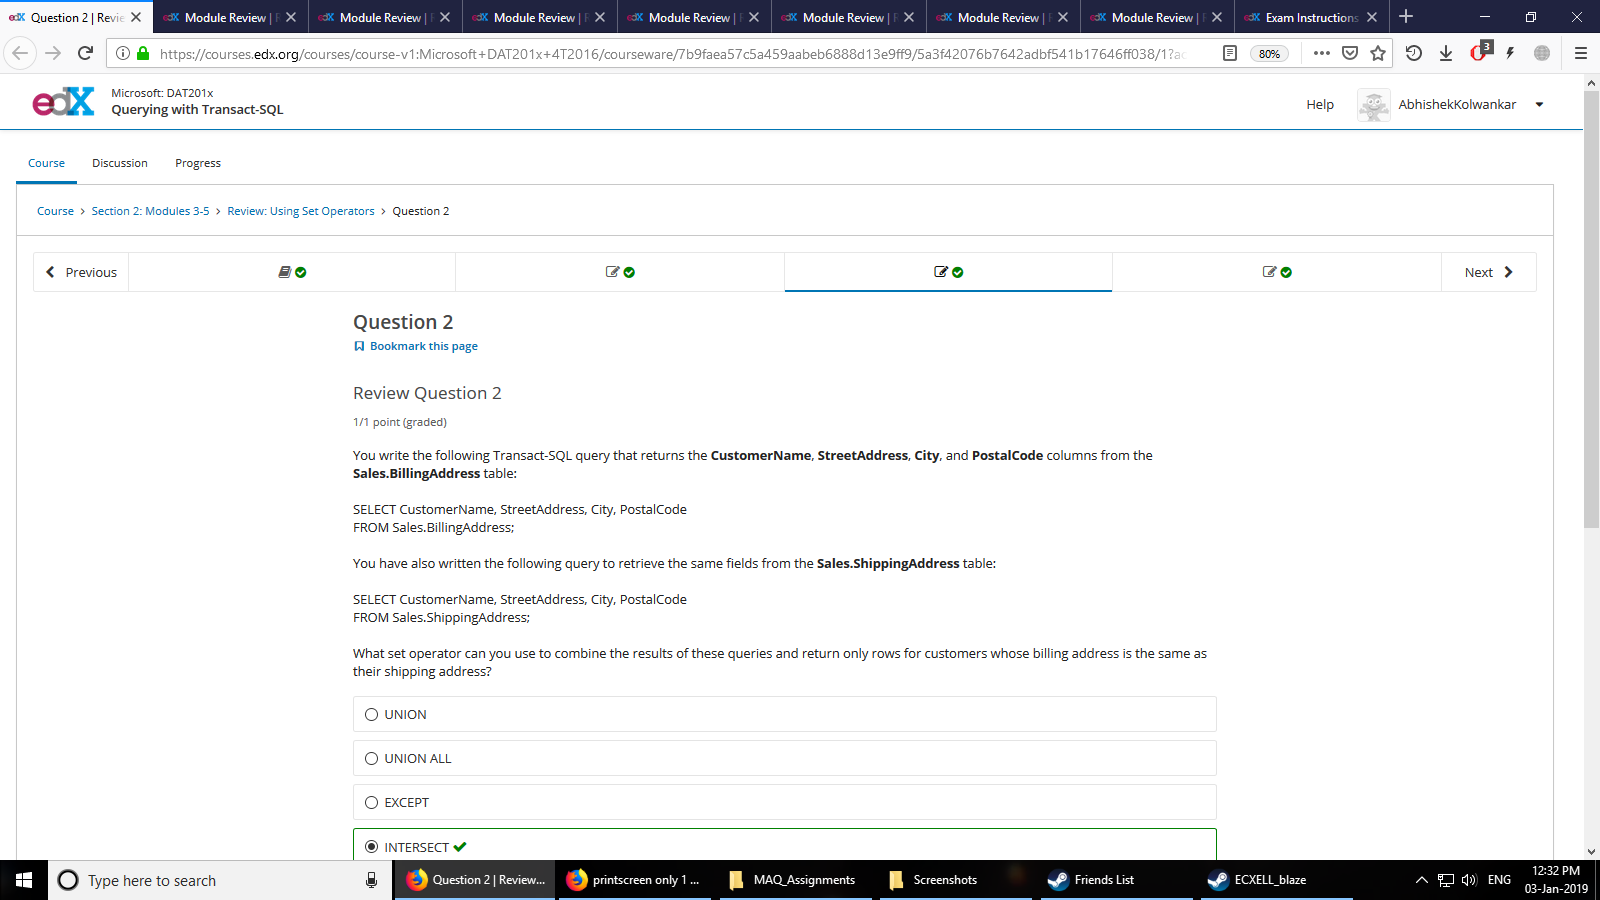 Question 2 | Revie
Module Review |
Module Review |
Module Review |
Module Review |
Module Review |
Module Review |
Module Review |
Exam Instructions
https://courses.edx.org/courses/course-v1:Microsoft+DAT201x+4T2016/courseware/7b9faea57c5a459aabeb6888d13e9ff9/5a3f42076b7642adbf541b17646ff038/1?ac
80%
3
edX
Microsoft: DAT201x
Querying with Transact-SQL
Help
AbhishekKolwankar
Course
Discussion
Progress
Course > Section 2: Modules 3-5 > Review: Using Set Operators > Question 2
Previous
Next
Question 2
Bookmark this page
Review Question 2
1/1 point (graded)
You write the following Transact-SQL query that returns the CustomerName, StreetAddress, City, and PostalCode columns from the
Sales.BillingAddress table:
SELECT CustomerName, StreetAddress, City, PostalCode
FROM Sales.BillingAddress;
You have also written the following query to retrieve the same fields from the Sales.ShippingAddress table:
SELECT CustomerName, StreetAddress, City, PostalCode
FROM Sales.ShippingAddress;
What set operator can you use to combine the results of these queries and return only rows for customers whose billing address is the same as
their shipping address?
UNION
UNION ALL
EXCEPT
INTERSECT
Type here to search
Question 2 | Review...
printscreen only 1 ...
MAQ_Assignments
Screenshots
Friends List
ECXELL_blaze
ENG
12:32 PM
03-Jan-2019